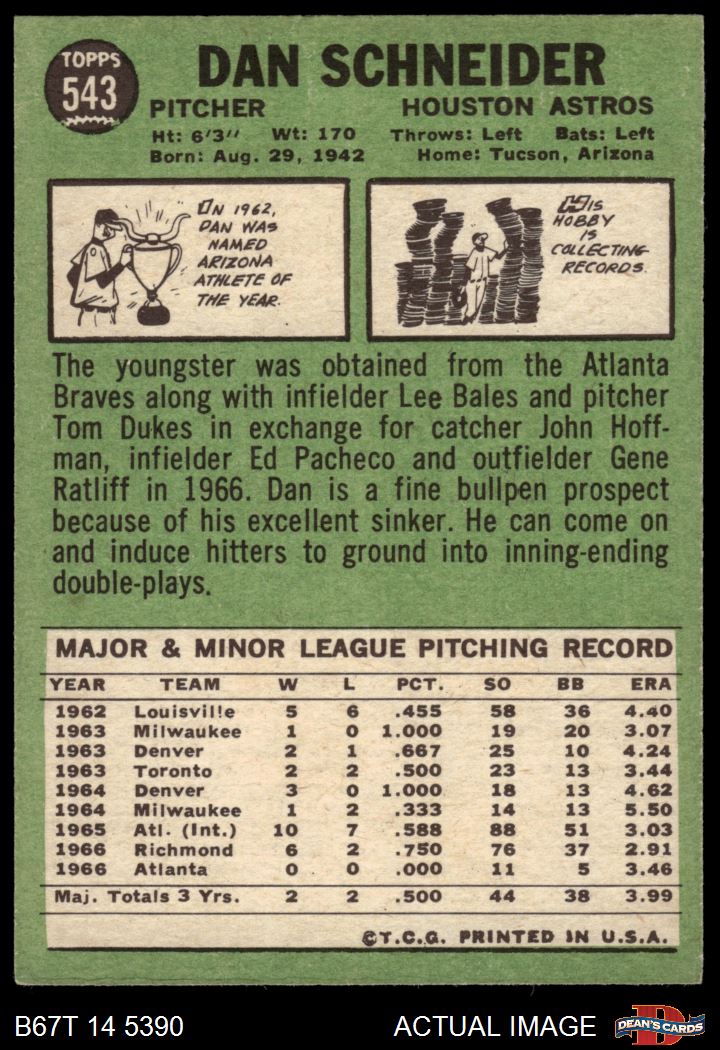 TOPPS
543
DAN SCHNEIDER
PITCHER HOUSTON ASTROS
Ht: 6'3" Wt: 170 Throws: Left Bats: Left
Born: Aug. 29, 1942 Home: Tucson, Arizona
IN 1962,
DAN WAS
NAMED
ARIZONA
ATHLETE OF
THE YEAR.
HIS
HOBBY
IS
COLLECTING
RECORDS.
The youngster was obtained from the Atlanta
Braves along with infielder Lee Bales and pitcher
Tom Dukes in exchange for catcher John Hoff-
man, infielder Ed Pacheco and outfielder Gene
Ratliff in 1966. Dan is a fine bullpen prospect
because of his excellent sinker. He can come on
and induce hitters to ground into inning-ending
double-plays.
MAJOR & MINOR LEAGUE PITCHING RECORD
YEAR TEAM W L PCT. SO BB ERA
1962 Louisville 5 6 .455 58 36 4.40
1963 Milwaukee 1 0 1.000 19 20 3.07
1963 Denver 2 1 .667 25 10 4.24
1963 Toronto 2 2 .500 23 13 3.44
1964 Denver 3 0 1.000 18 13 4.62
1964 Milwaukee 1 2 .333 14 13 5.50
1965 Atl. (Int.) 10 7 .588 88 51 3.03
1966 Richmond 6 2 .750 76 37 2.91
1966 Atlanta 0 0 .000 11 5 3.46
Maj. Totals 3 Yrs. 2 2 .500 44 38 3.99
©T.C.G. PRINTED IN U.S.A.
B67T 14 5390 ACTUAL IMAGE DEAN'S CARDS